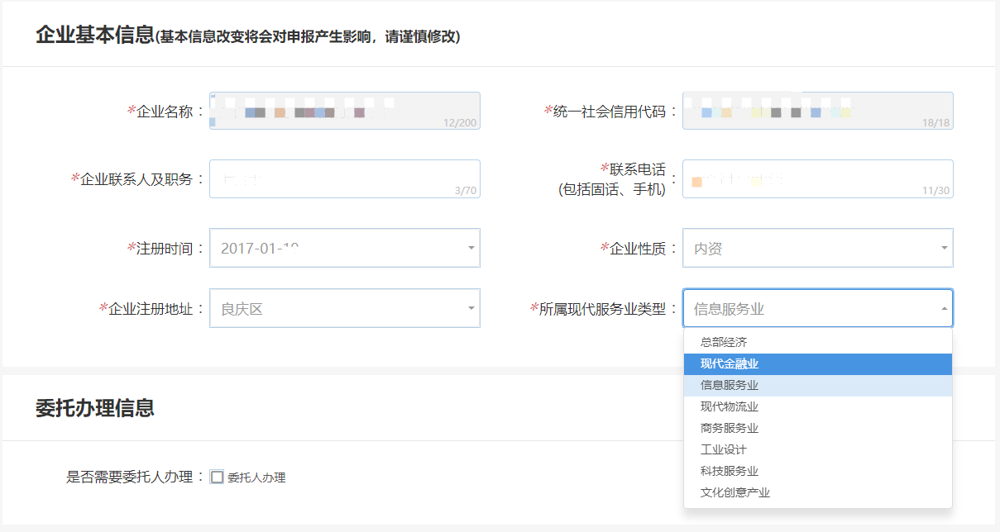 企业基本信息(基本信息改变将会对申报产生影响，请谨慎修改)
*企业名称：
12/200
*统一社会信用代码：
18/18
*企业联系人及职务：
3/70
*联系电话
(包括固话、手机)：
11/30
*注册时间：
2017-01-
*企业性质：
内资
*企业注册地址：
良庆区
*所属现代服务业类型：
信息服务业
总部经济
现代金融业
信息服务业
现代物流业
商务服务业
工业设计
科技服务业
文化创意产业
委托办理信息
是否需要委托人办理：
委托人办理